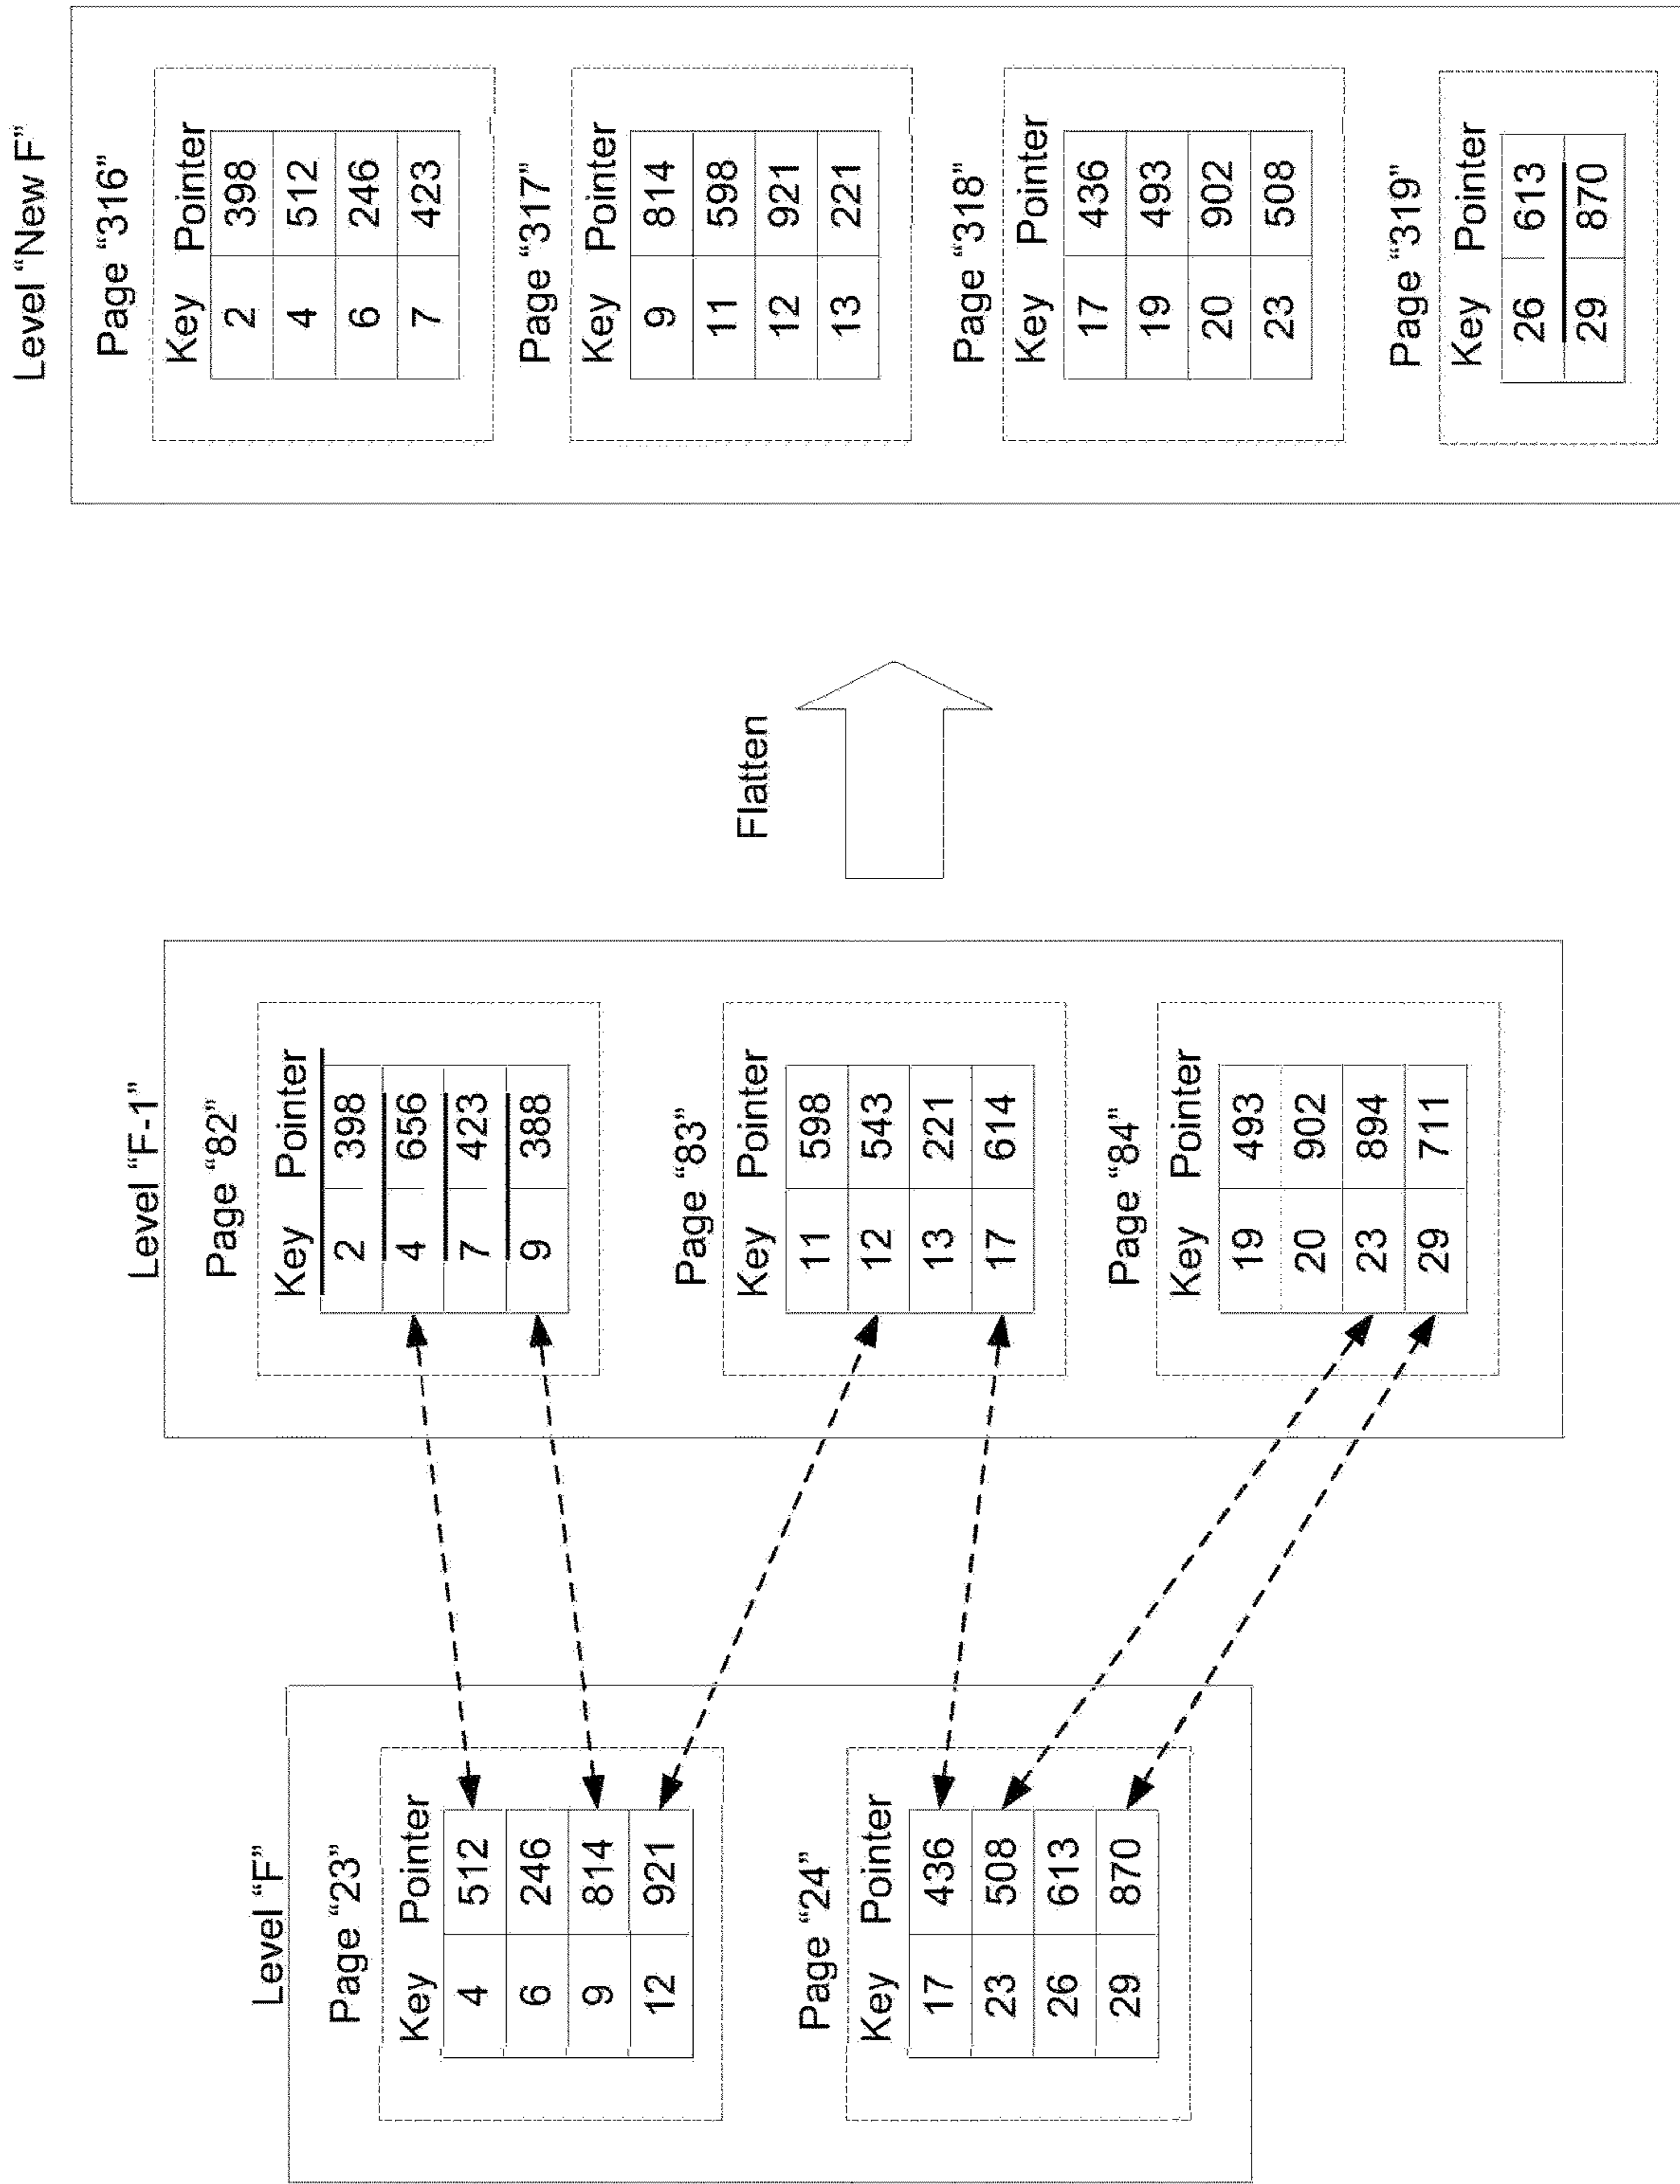 Level “F”
Page “23”
Key Pointer
4 512
6 246
9 814
12 921
Page “24”
Key Pointer
17 436
23 508
26 613
29 870
Level “F-1”
Page “82”
Key Pointer
2 398
4 656
7 423
9 388
Page “83”
Key Pointer
11 598
12 543
13 221
17 614
Page “84”
Key Pointer
19 493
20 902
23 894
29 711
Flatten
Level “New F”
Page “316”
Key Pointer
2 398
4 512
6 246
7 423
Page “317”
Key Pointer
9 814
11 598
12 921
13 221
Page “318”
Key Pointer
17 436
19 493
20 902
23 508
Page “319”
Key Pointer
26 613
29 870